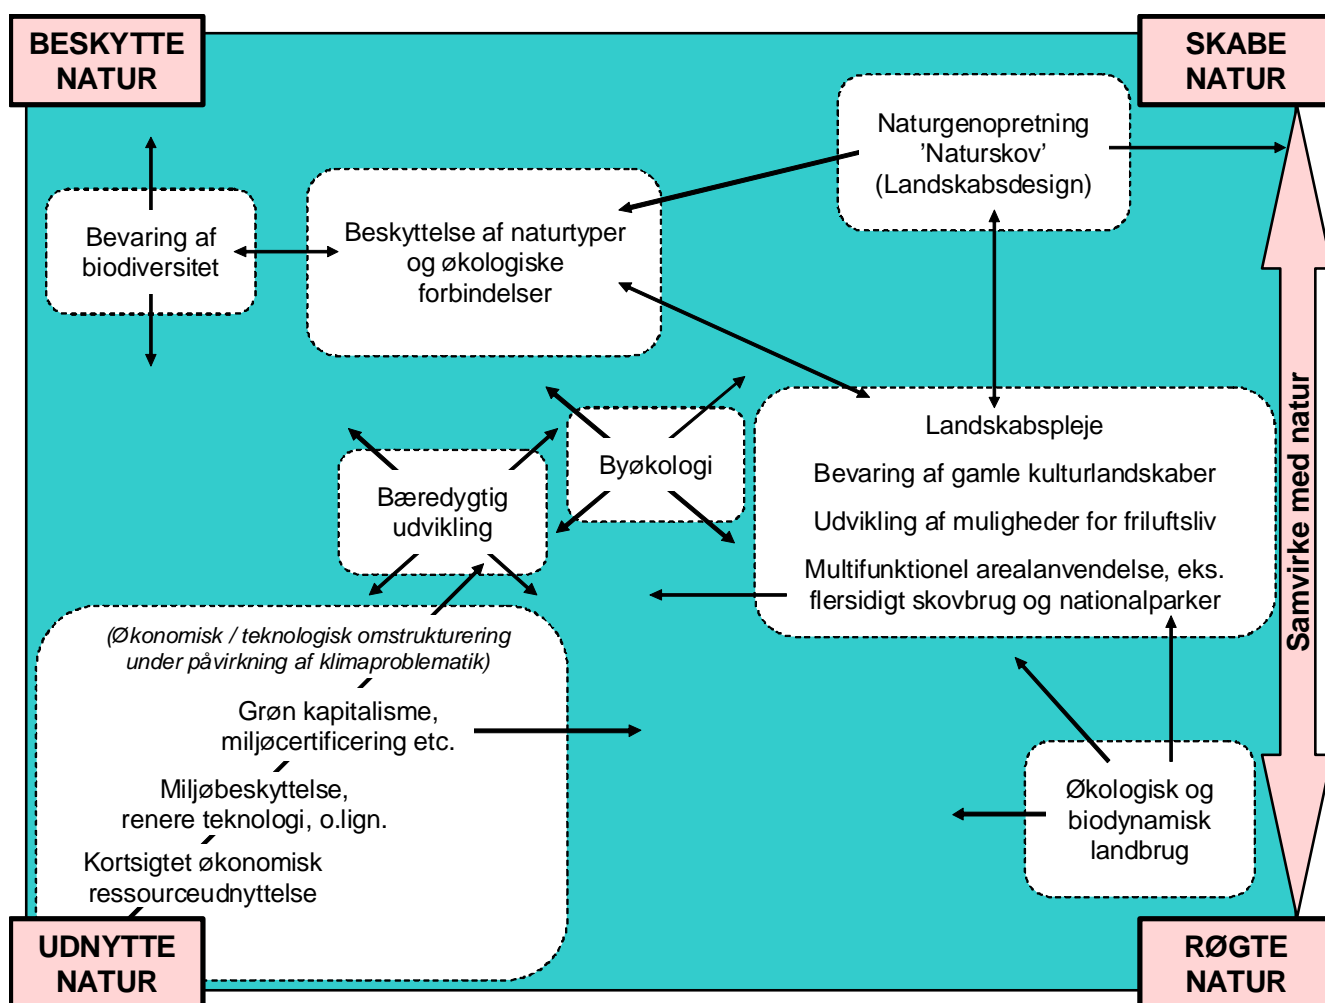 BESKYTTE
NATUR
SKABE
NATUR
Naturgenopretning
’Naturskov’
(Landskabsdesign)
Bevaring af
biodiversitet
Beskyttelse af naturtyper
og økologiske
forbindelser
Landskabspleje
Bevaring af gamle kulturlandskaber
Udvikling af muligheder for friluftsliv
Multifunktionel arealanvendelse, eks.
flersidigt skovbrug og nationalparker
Byøkologi
Bæredygtig
udvikling
Samvirke med natur
(Økonomisk / teknologisk omstrukturering
under påvirkning af klimaproblematik)
Grøn kapitalisme,
miljøcertificering etc.
Miljøbeskyttelse,
renere teknologi, o.lign.
Kortsigtet økonomisk
ressourceudnyttelse
Økologisk og
biodynamisk
landbrug
UDNYTTE
NATUR
RØGTE
NATUR